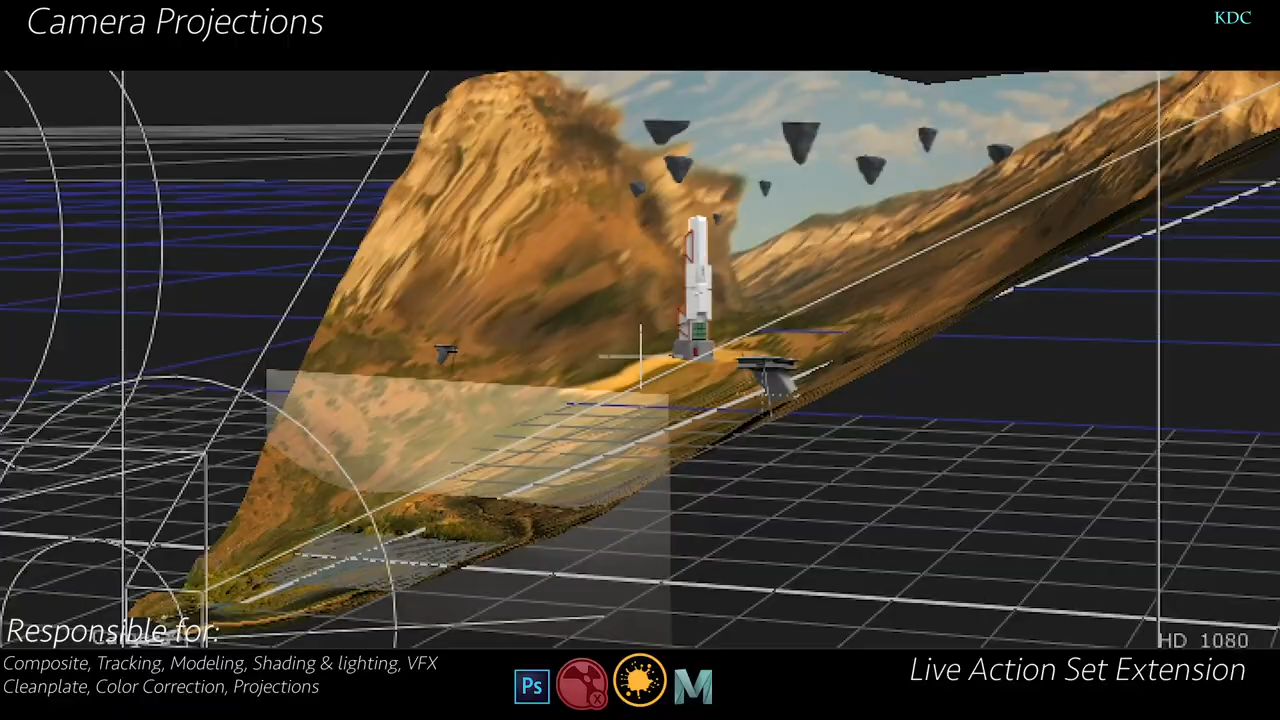 Camera Projections
KDC
HD 1080
Responsible for:
Composite, Tracking, Modeling, Shading & lighting, VFX
Cleanplate, Color Correction, Projections
Ps
X
M
Live Action Set Extension